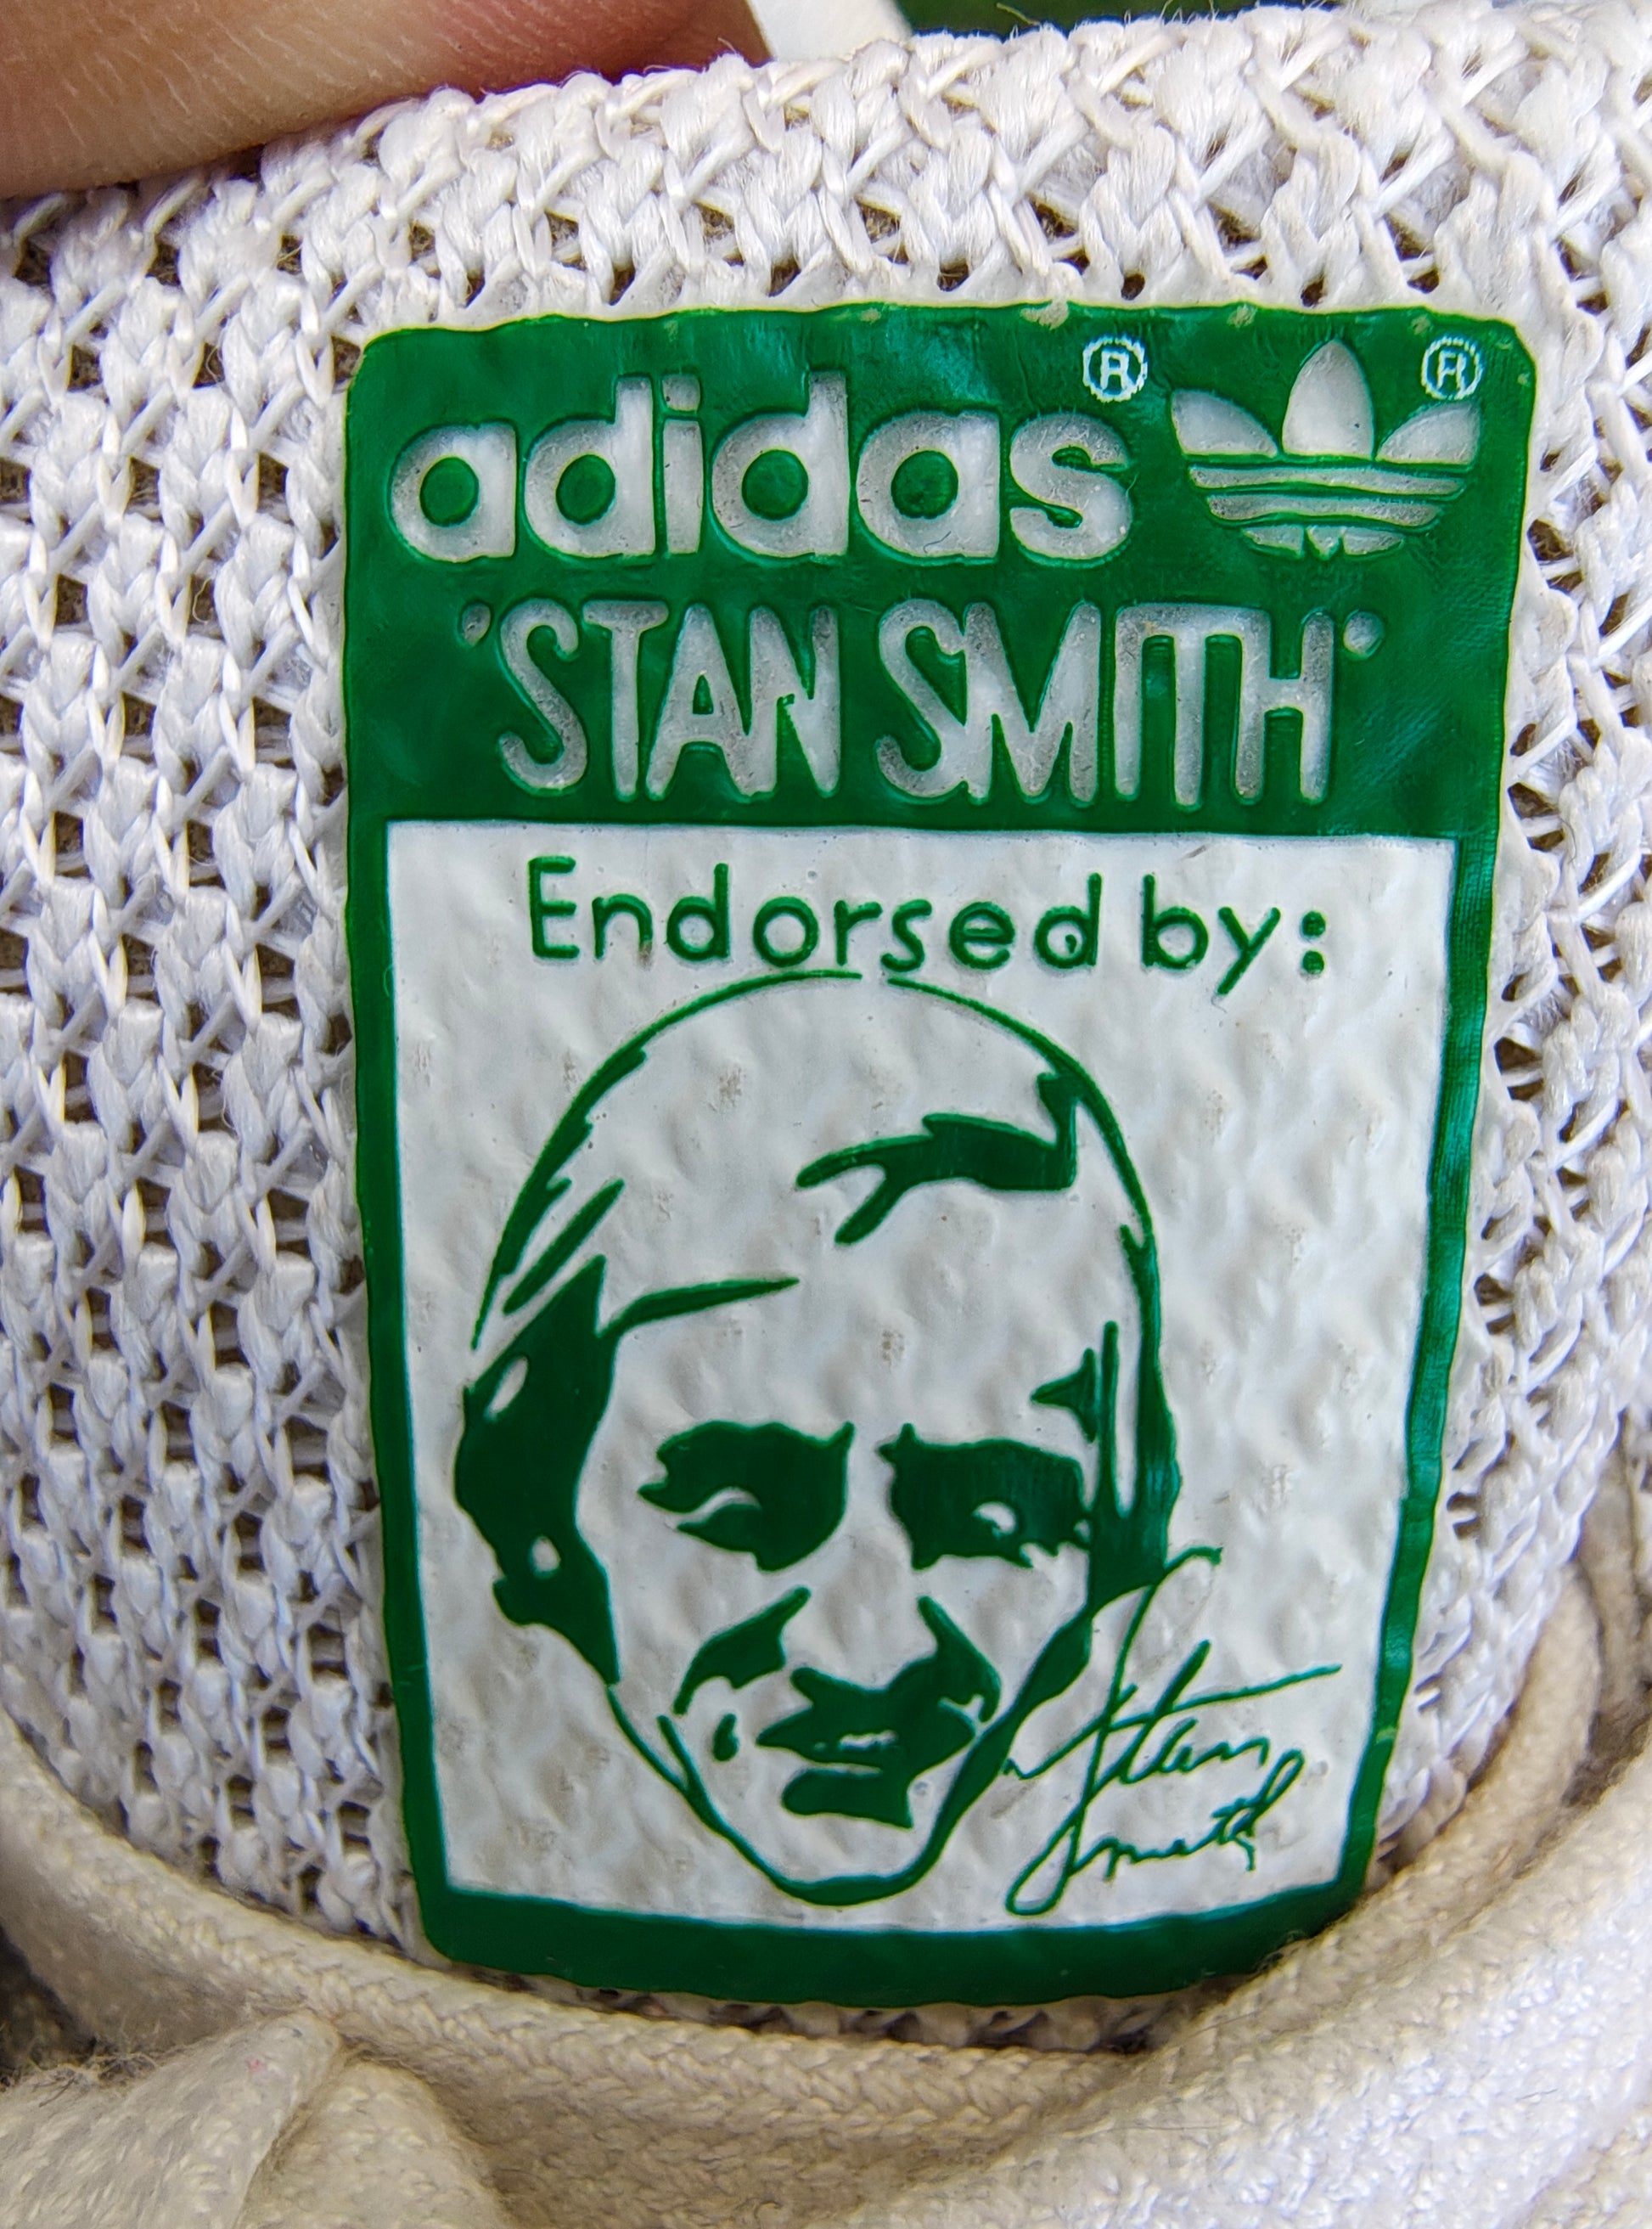 adidas® ®
'STAN SMITH'
Endorsed by:
Stan
Smith